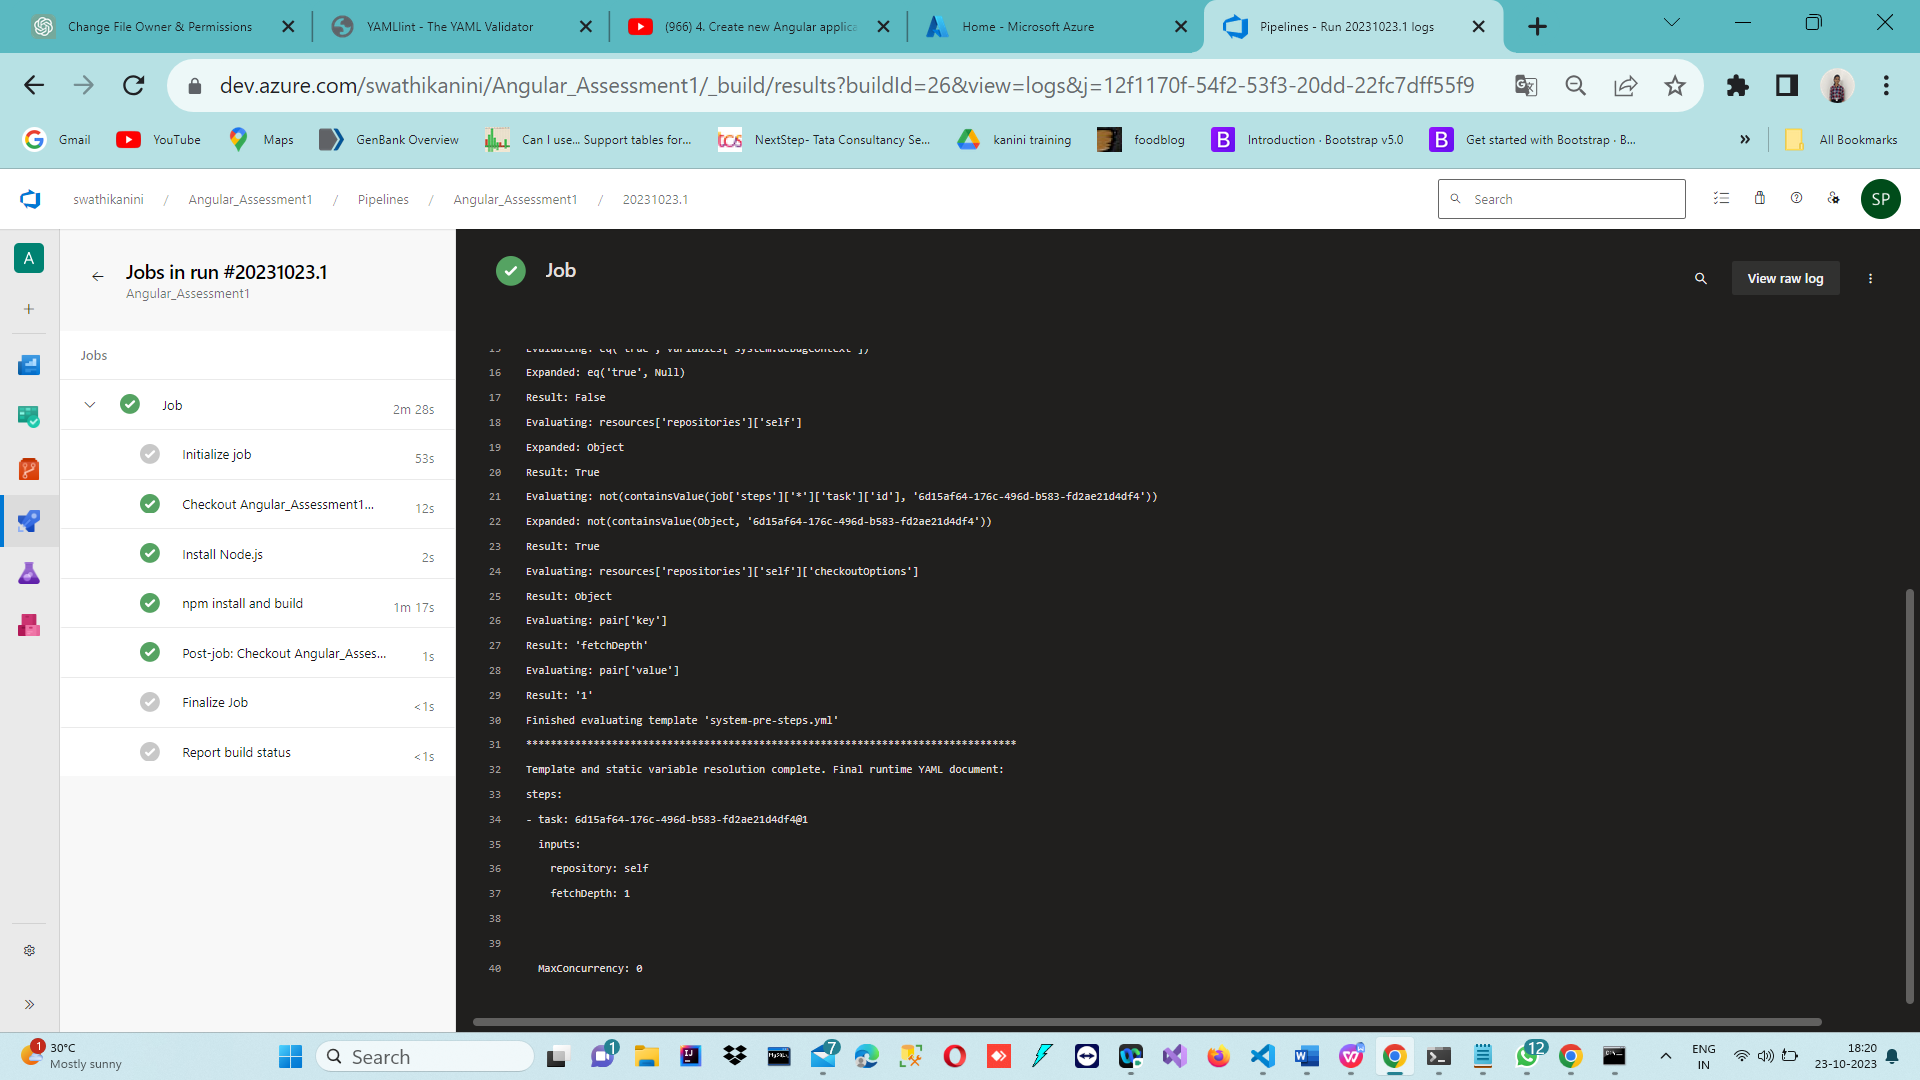 Change File Owner & Permissions
YAMLlint - The YAML Validator
(966) 4. Create new Angular applica
Home - Microsoft Azure
Pipelines - Run 20231023.1 logs
dev.azure.com/swathikanini/Angular_Assessment1/_build/results?buildId=26&view=logs&j=12f1170f-54f2-53f3-20dd-22fc7dff55f9
Gmail
YouTube
Maps
GenBank Overview
Can I use... Support tables for...
NextStep- Tata Consultancy Se...
kanini training
foodblog
Introduction · Bootstrap v5.0
Get started with Bootstrap · B...
»
All Bookmarks
swathikanini / Angular_Assessment1 / Pipelines / Angular_Assessment1 / 20231023.1
Search
SP
A
Jobs in run #20231023.1
Angular_Assessment1
Jobs
Job 2m 28s
Initialize job 53s
Checkout Angular_Assessment1... 12s
Install Node.js 2s
npm install and build 1m 17s
Post-job: Checkout Angular_Asses... 1s
Finalize Job <1s
Report build status <1s
Job
View raw log
15 Evaluating: eq('true', variables['system.debugContext'])
16 Expanded: eq('true', Null)
17 Result: False
18 Evaluating: resources['repositories']['self']
19 Expanded: Object
20 Result: True
21 Evaluating: not(containsValue(job['steps']['*']['task']['id'], '6d15af64-176c-496d-b583-fd2ae21d4df4'))
22 Expanded: not(containsValue(Object, '6d15af64-176c-496d-b583-fd2ae21d4df4'))
23 Result: True
24 Evaluating: resources['repositories']['self']['checkoutOptions']
25 Result: Object
26 Evaluating: pair['key']
27 Result: 'fetchDepth'
28 Evaluating: pair['value']
29 Result: '1'
30 Finished evaluating template 'system-pre-steps.yml'
31 ********************************************************************************
32 Template and static variable resolution complete. Final runtime YAML document:
33 steps:
34 - task: 6d15af64-176c-496d-b583-fd2ae21d4df4@1
35 inputs:
36 repository: self
37 fetchDepth: 1
38
39
40 MaxConcurrency: 0
1
30°C
Mostly sunny
Search
1
7
12
ENG
IN
18:20
23-10-2023